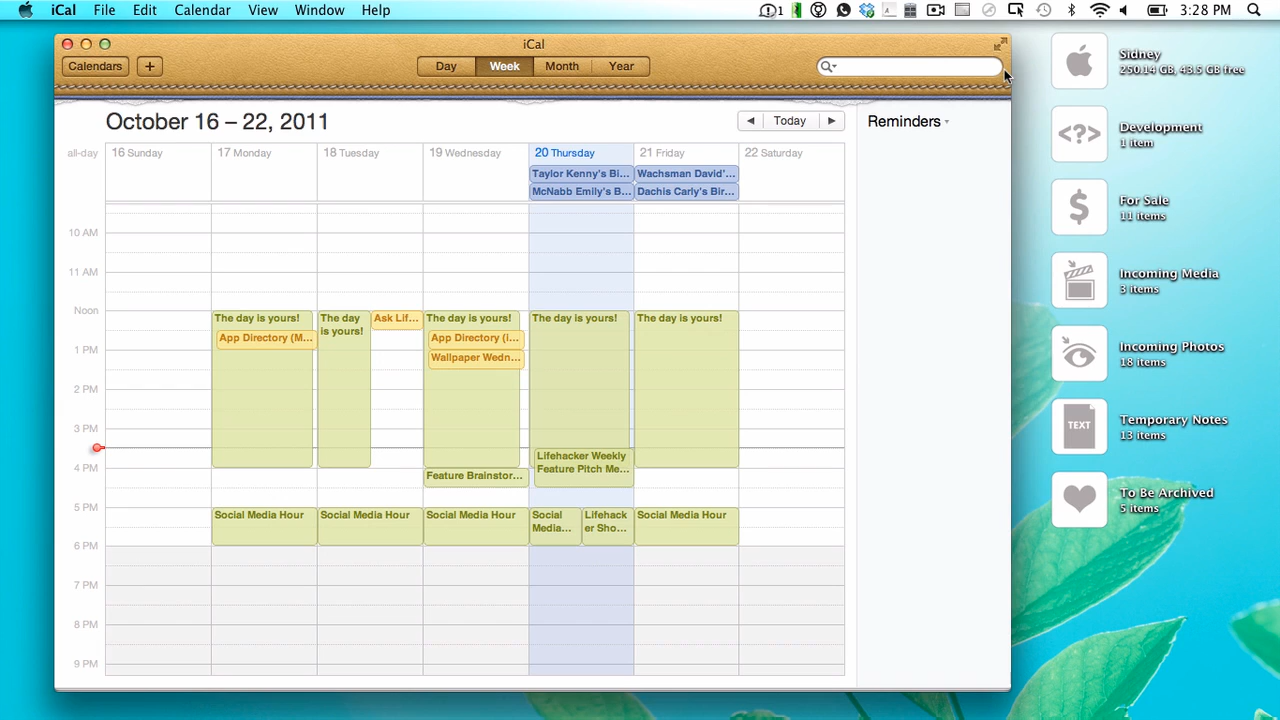 iCal File Edit Calendar View Window Help
1
3:28 PM
iCal
Calendars + Day Week Month Year
October 16 – 22, 2011
Today
Reminders
all-day 16 Sunday 17 Monday 18 Tuesday 19 Wednesday 20 Thursday 21 Friday 22 Saturday
Taylor Kenny's Bi... Wachsman David'...
McNabb Emily's B... Dachis Carly's Bir...
10 AM
11 AM
Noon
1 PM
2 PM
3 PM
4 PM
5 PM
6 PM
7 PM
8 PM
9 PM
The day is yours!
App Directory (M...
Social Media Hour
The day
is yours!
Ask Lif...
Social Media Hour
The day is yours!
App Directory (i...
Wallpaper Wedn...
Feature Brainstor...
Social Media Hour
The day is yours!
Lifehacker Weekly
Feature Pitch Me...
Social
Media...
Lifehack
er Sho...
The day is yours!
Social Media Hour
Sidney
250.14 GB, 43.5 GB free
<?>
Development
1 item
$
For Sale
11 items
Incoming Media
3 items
Incoming Photos
18 items
TEXT
Temporary Notes
13 items
To Be Archived
5 items